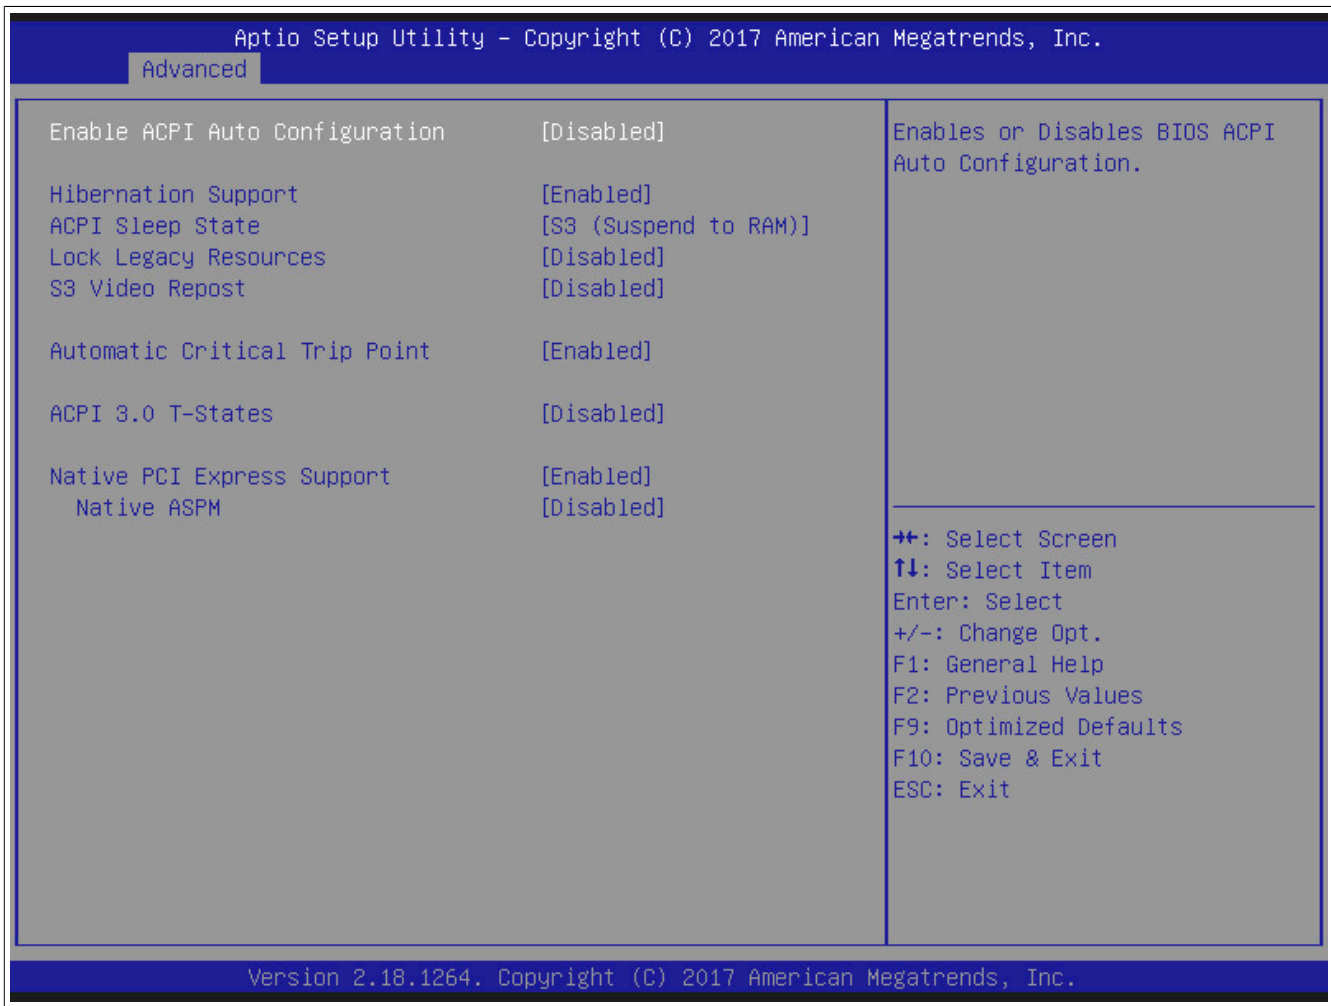 Aptio Setup Utility – Copyright (C) 2017 American Megatrends, Inc.
Advanced
Enable ACPI Auto Configuration [Disabled]
Hibernation Support [Enabled]
ACPI Sleep State [S3 (Suspend to RAM)]
Lock Legacy Resources [Disabled]
S3 Video Repost [Disabled]
Automatic Critical Trip Point [Enabled]
ACPI 3.0 T-States [Disabled]
Native PCI Express Support [Enabled]
Native ASPM [Disabled]
Enables or Disables BIOS ACPI
Auto Configuration.
→←: Select Screen
↑↓: Select Item
Enter: Select
+/-: Change Opt.
F1: General Help
F2: Previous Values
F9: Optimized Defaults
F10: Save & Exit
ESC: Exit
Version 2.18.1264. Copyright (C) 2017 American Megatrends, Inc.